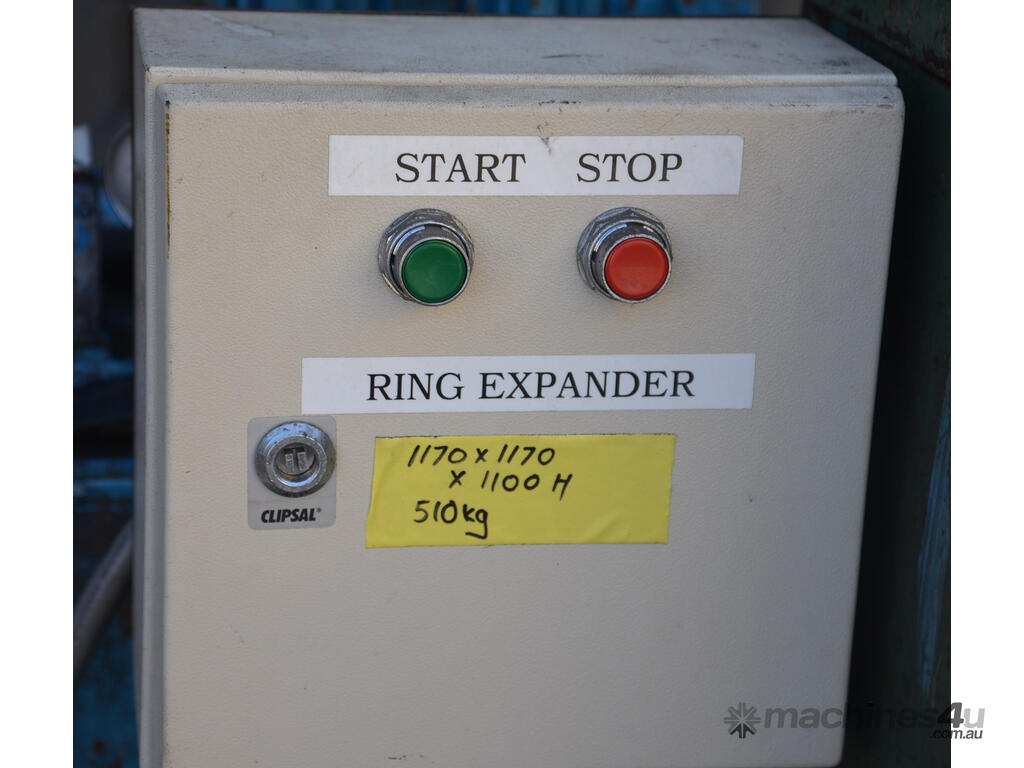 START STOP
RING EXPANDER
1170 x 1170
x 1100 H
510kg
CLIPSAL®
machines4u
.com.au